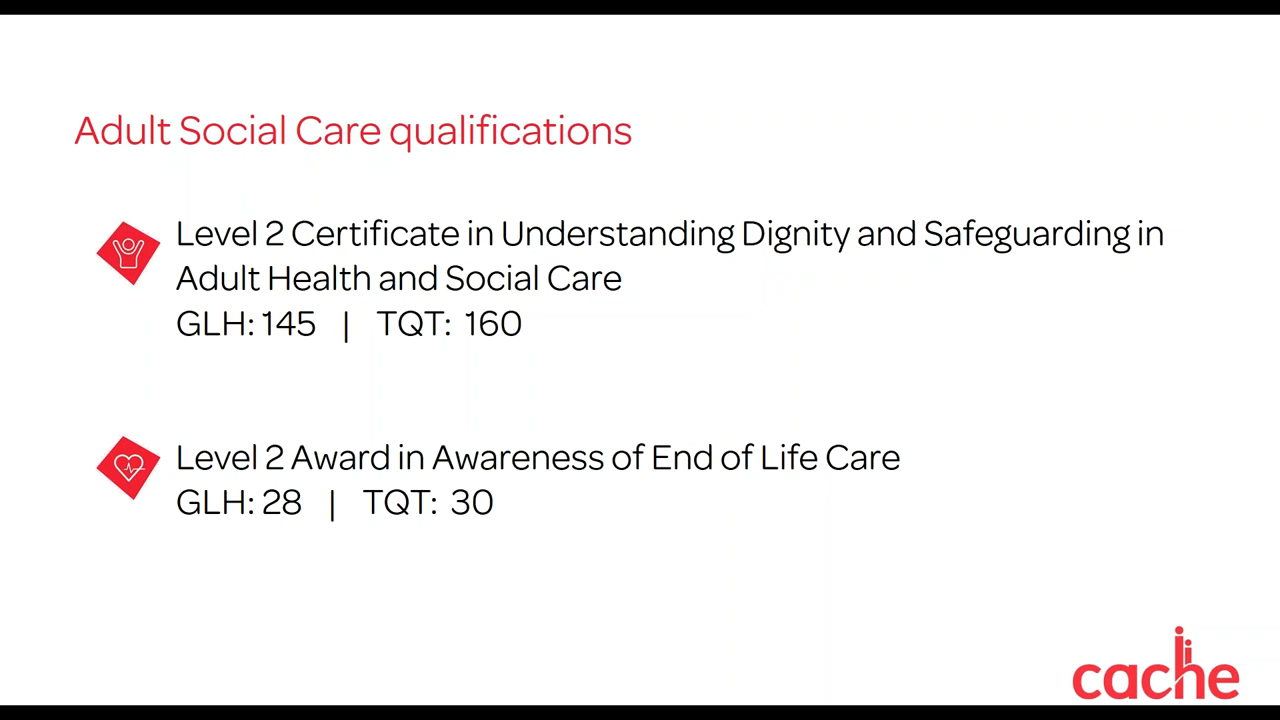 Adult Social Care qualifications
Level 2 Certificate in Understanding Dignity and Safeguarding in
Adult Health and Social Care
GLH: 145 | TQT: 160
Level 2 Award in Awareness of End of Life Care
GLH: 28 | TQT: 30
cache